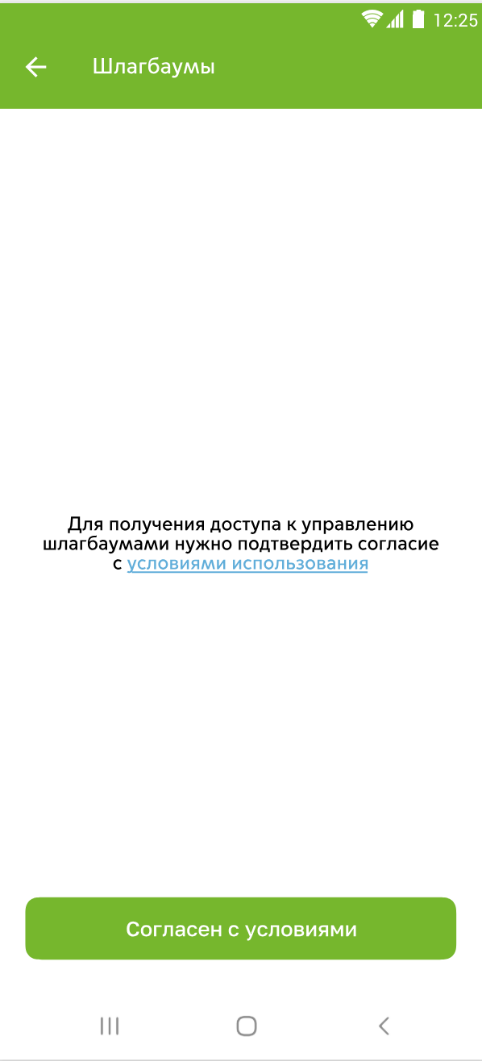 12:25
Шлагбаумы
Для получения доступа к управлению
шлагбаумами нужно подтвердить согласие
с условиями использования
Согласен с условиями